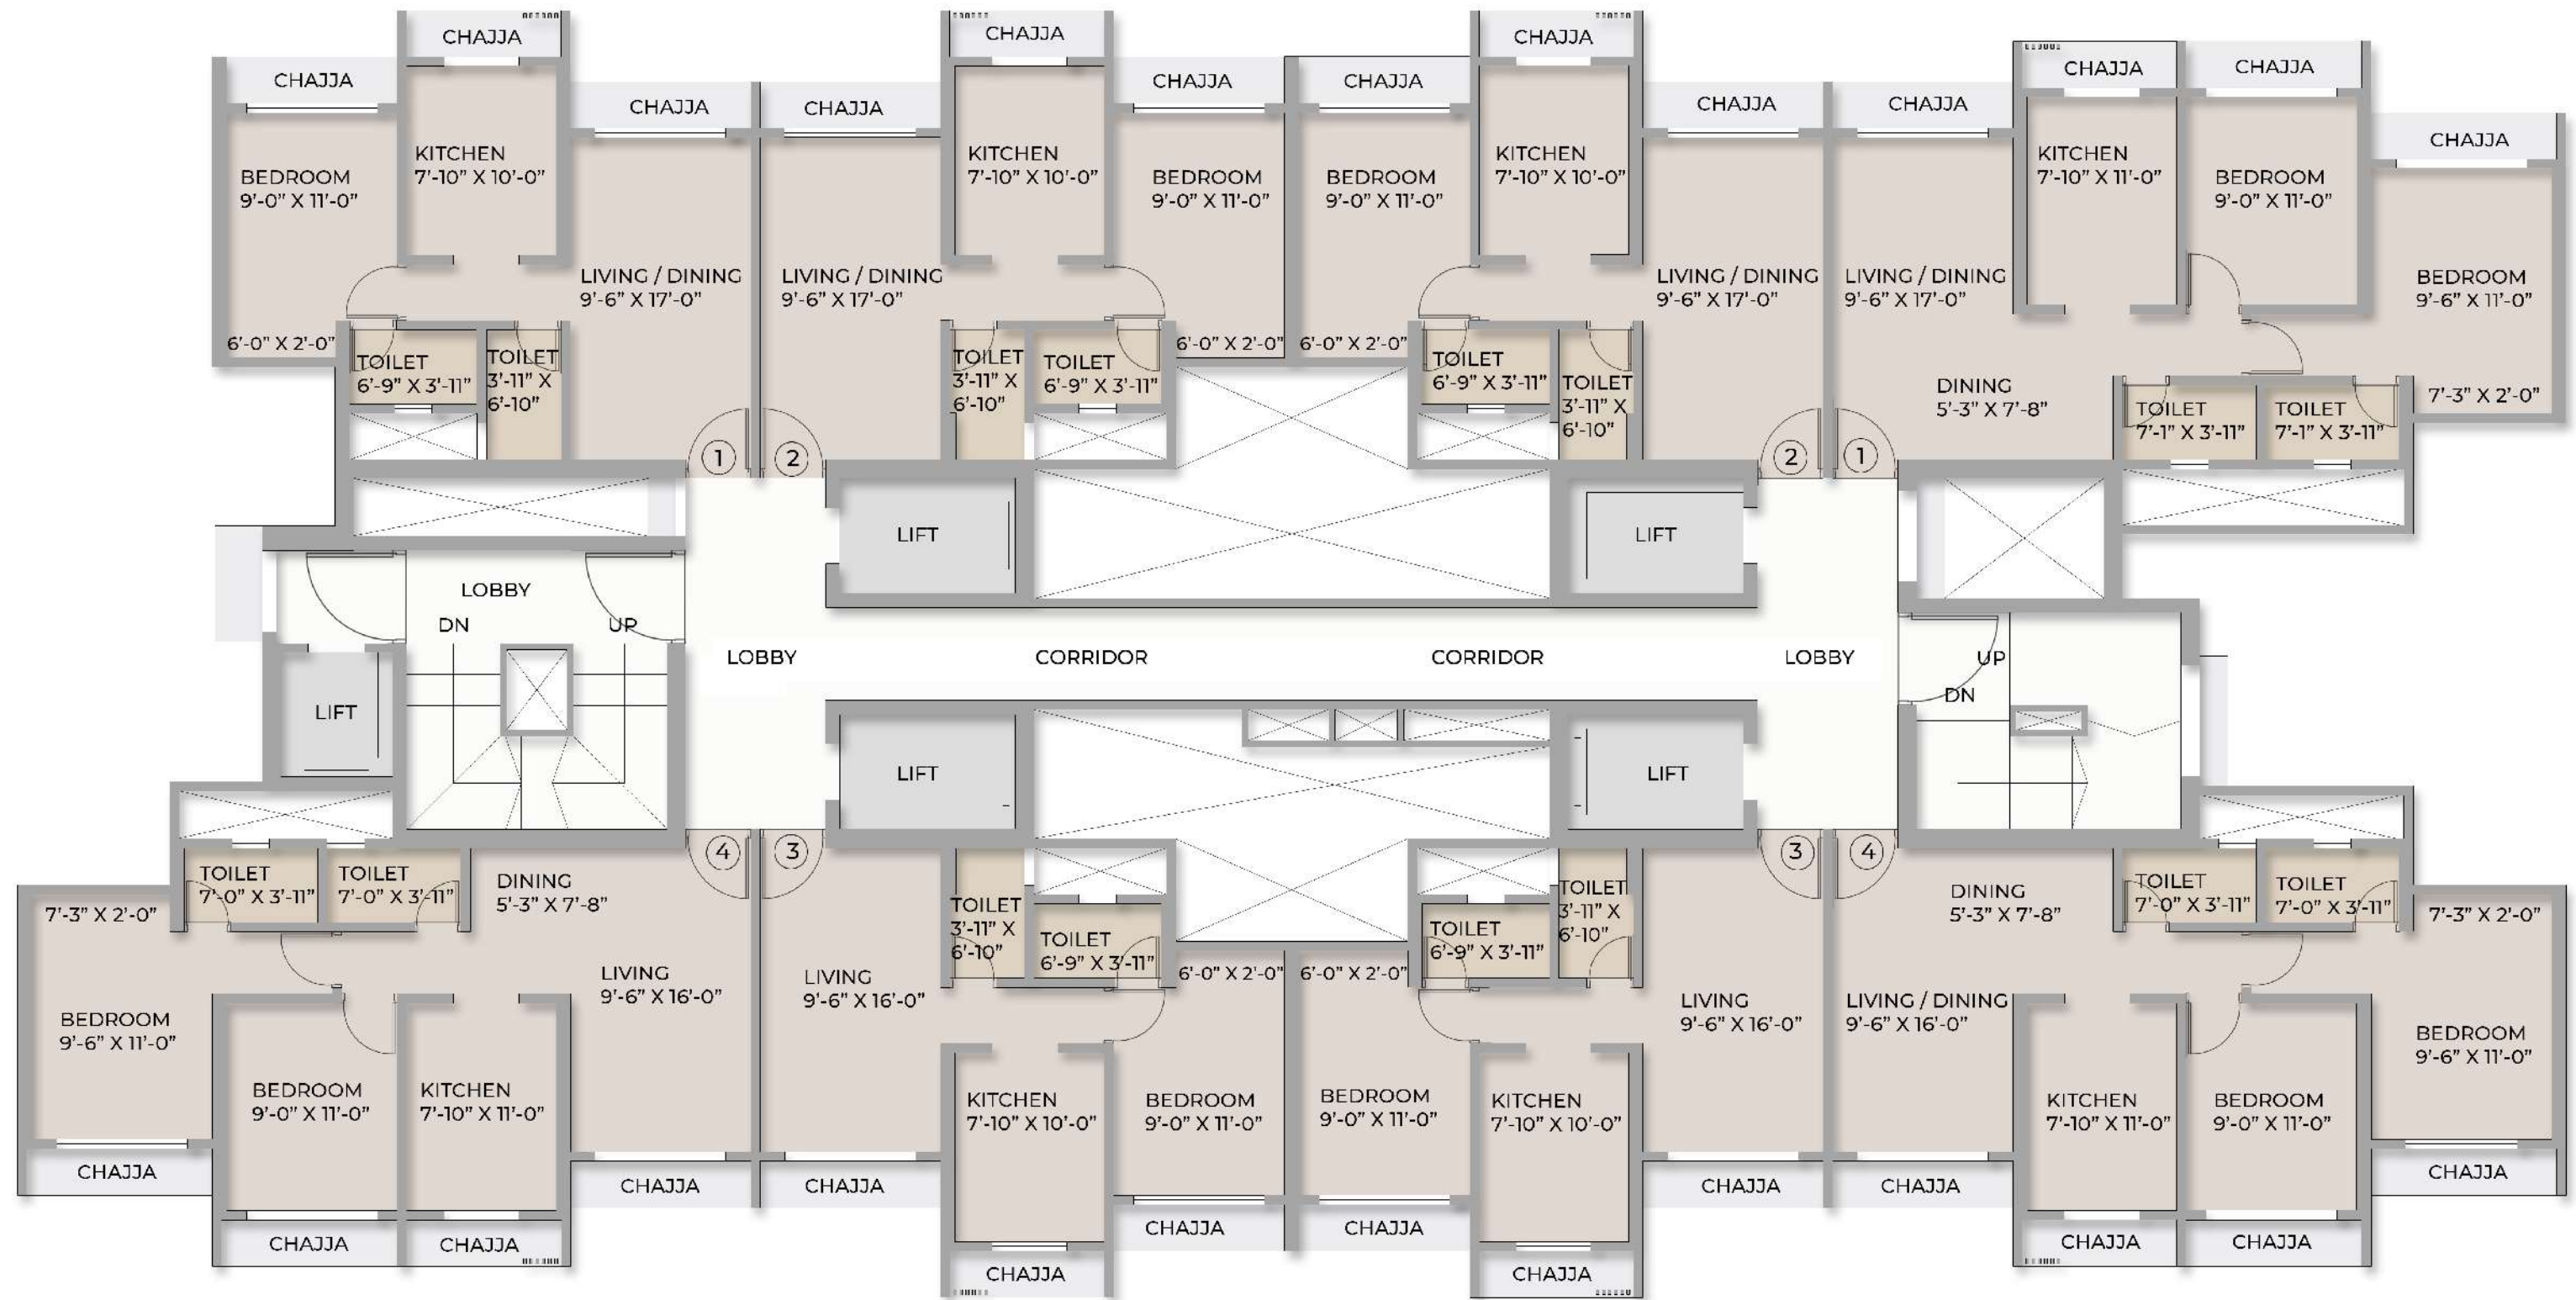 CHAJJA
CHAJJA
CHAJJA
CHAJJA
CHAJJA
CHAJJA
CHAJJA
CHAJJA
CHAJJA
CHAJJA
CHAJJA
CHAJJA
CHAJJA
BEDROOM
9'-0" X 11'-0"
KITCHEN
7'-10" X 10'-0"
LIVING / DINING
9'-6" X 17'-0"
LIVING / DINING
9'-6" X 17'-0"
KITCHEN
7'-10" X 10'-0"
BEDROOM
9'-0" X 11'-0"
BEDROOM
9'-0" X 11'-0"
KITCHEN
7'-10" X 10'-0"
LIVING / DINING
9'-6" X 17'-0"
LIVING / DINING
9'-6" X 17'-0"
KITCHEN
7'-10" X 11'-0"
BEDROOM
9'-0" X 11'-0"
BEDROOM
9'-6" X 11'-0"
6'-0" X 2'-0"
TOILET
6'-9" X 3'-11"
TOILET
3'-11" X
6'-10"
TOILET
3'-11" X
6'-10"
TOILET
6'-9" X 3'-11"
6'-0" X 2'-0"
6'-0" X 2'-0"
TOILET
6'-9" X 3'-11"
TOILET
3'-11" X
6'-10"
DINING
5'-3" X 7'-8"
TOILET
7'-1" X 3'-11"
TOILET
7'-1" X 3'-11"
7'-3" X 2'-0"
1
2
2
1
LIFT
LIFT
LOBBY
DN
UP
LOBBY
CORRIDOR
CORRIDOR
LOBBY
UP
DN
LIFT
LIFT
LIFT
4
3
3
4
7'-3" X 2'-0"
TOILET
7'-0" X 3'-11"
TOILET
7'-0" X 3'-11"
DINING
5'-3" X 7'-8"
TOILET
3'-11" X
6'-10"
TOILET
6'-9" X 3'-11"
6'-0" X 2'-0"
6'-0" X 2'-0"
TOILET
6'-9" X 3'-11"
TOILET
3'-11" X
6'-10"
DINING
5'-3" X 7'-8"
TOILET
7'-0" X 3'-11"
TOILET
7'-0" X 3'-11"
7'-3" X 2'-0"
BEDROOM
9'-6" X 11'-0"
BEDROOM
9'-0" X 11'-0"
KITCHEN
7'-10" X 11'-0"
LIVING
9'-6" X 16'-0"
LIVING
9'-6" X 16'-0"
KITCHEN
7'-10" X 10'-0"
BEDROOM
9'-0" X 11'-0"
BEDROOM
9'-0" X 11'-0"
KITCHEN
7'-10" X 10'-0"
LIVING
9'-6" X 16'-0"
LIVING / DINING
9'-6" X 16'-0"
KITCHEN
7'-10" X 11'-0"
BEDROOM
9'-0" X 11'-0"
BEDROOM
9'-6" X 11'-0"
CHAJJA
CHAJJA
CHAJJA
CHAJJA
CHAJJA
CHAJJA
CHAJJA
CHAJJA
CHAJJA
CHAJJA
CHAJJA
CHAJJA
CHAJJA
CHAJJA